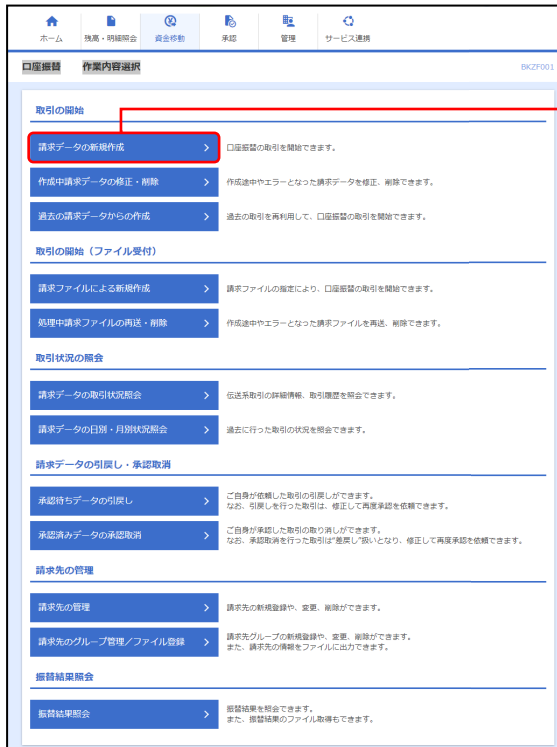 ホーム 残高・明細照会 資金移動 承認 管理 サービス連携
口座振替 作業内容選択 BKZF001
取引の開始
請求データの新規作成 口座振替の取引を開始できます。
作成中請求データの修正・削除 作成途中やエラーとなった請求データを修正、削除できます。
過去の請求データからの作成 過去の取引を再利用して、口座振替の取引を開始できます。
取引の開始（ファイル受付）
請求ファイルによる新規作成 請求ファイルの指定により、口座振替の取引を開始できます。
処理中請求ファイルの再送・削除 作成途中やエラーとなった請求ファイルを再送、削除できます。
取引状況の照会
請求データの取引状況照会 伝送系取引の詳細情報、取引履歴を照会できます。
請求データの日別・月別状況照会 過去に行った取引の状況を照会できます。
請求データの引戻し・承認取消
承認待ちデータの引戻し ご自身が依頼した取引の引戻しができます。
なお、引戻しを行った取引は、修正して再度承認を依頼できます。
承認済みデータの承認取消 ご自身が承認した取引の取り消しができます。
なお、承認取消を行った取引は"差戻し"扱いとなり、修正して再度承認を依頼できます。
請求先の管理
請求先の管理 請求先の新規登録や、変更、削除ができます。
請求先のグループ管理／ファイル登録 請求先グループの新規登録や、変更、削除ができます。
また、請求先の情報をファイルに出力できます。
振替結果照会
振替結果照会 振替結果を照会できます。
また、振替結果のファイル取得もできます。